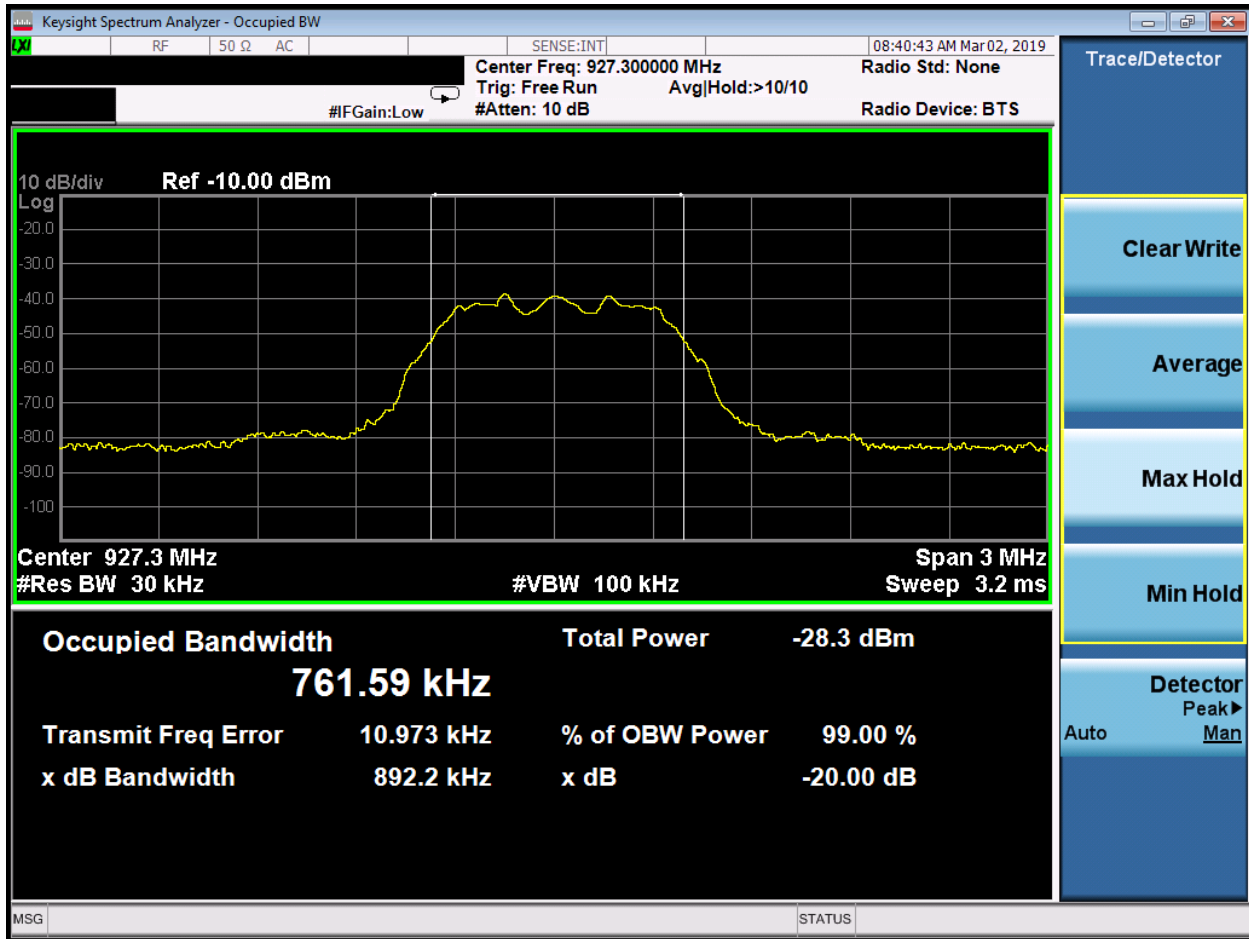 Keysight Spectrum Analyzer - Occupied BW
LXI RF 50 Ω AC SENSE:INT 08:40:43 AM Mar 02, 2019
Center Freq: 927.300000 MHz Radio Std: None
Trig: Free Run Avg|Hold:>10/10
#IFGain:Low #Atten: 10 dB Radio Device: BTS
Trace/Detector
10 dB/div Ref -10.00 dBm
Log
-20.0
-30.0
-40.0
-50.0
-60.0
-70.0
-80.0
-90.0
-100
Center 927.3 MHz Span 3 MHz
#Res BW 30 kHz #VBW 100 kHz Sweep 3.2 ms
Occupied Bandwidth Total Power -28.3 dBm
761.59 kHz
Transmit Freq Error 10.973 kHz % of OBW Power 99.00 %
x dB Bandwidth 892.2 kHz x dB -20.00 dB
Clear Write
Average
Max Hold
Min Hold
Detector
Peak▶
Auto Man
MSG STATUS